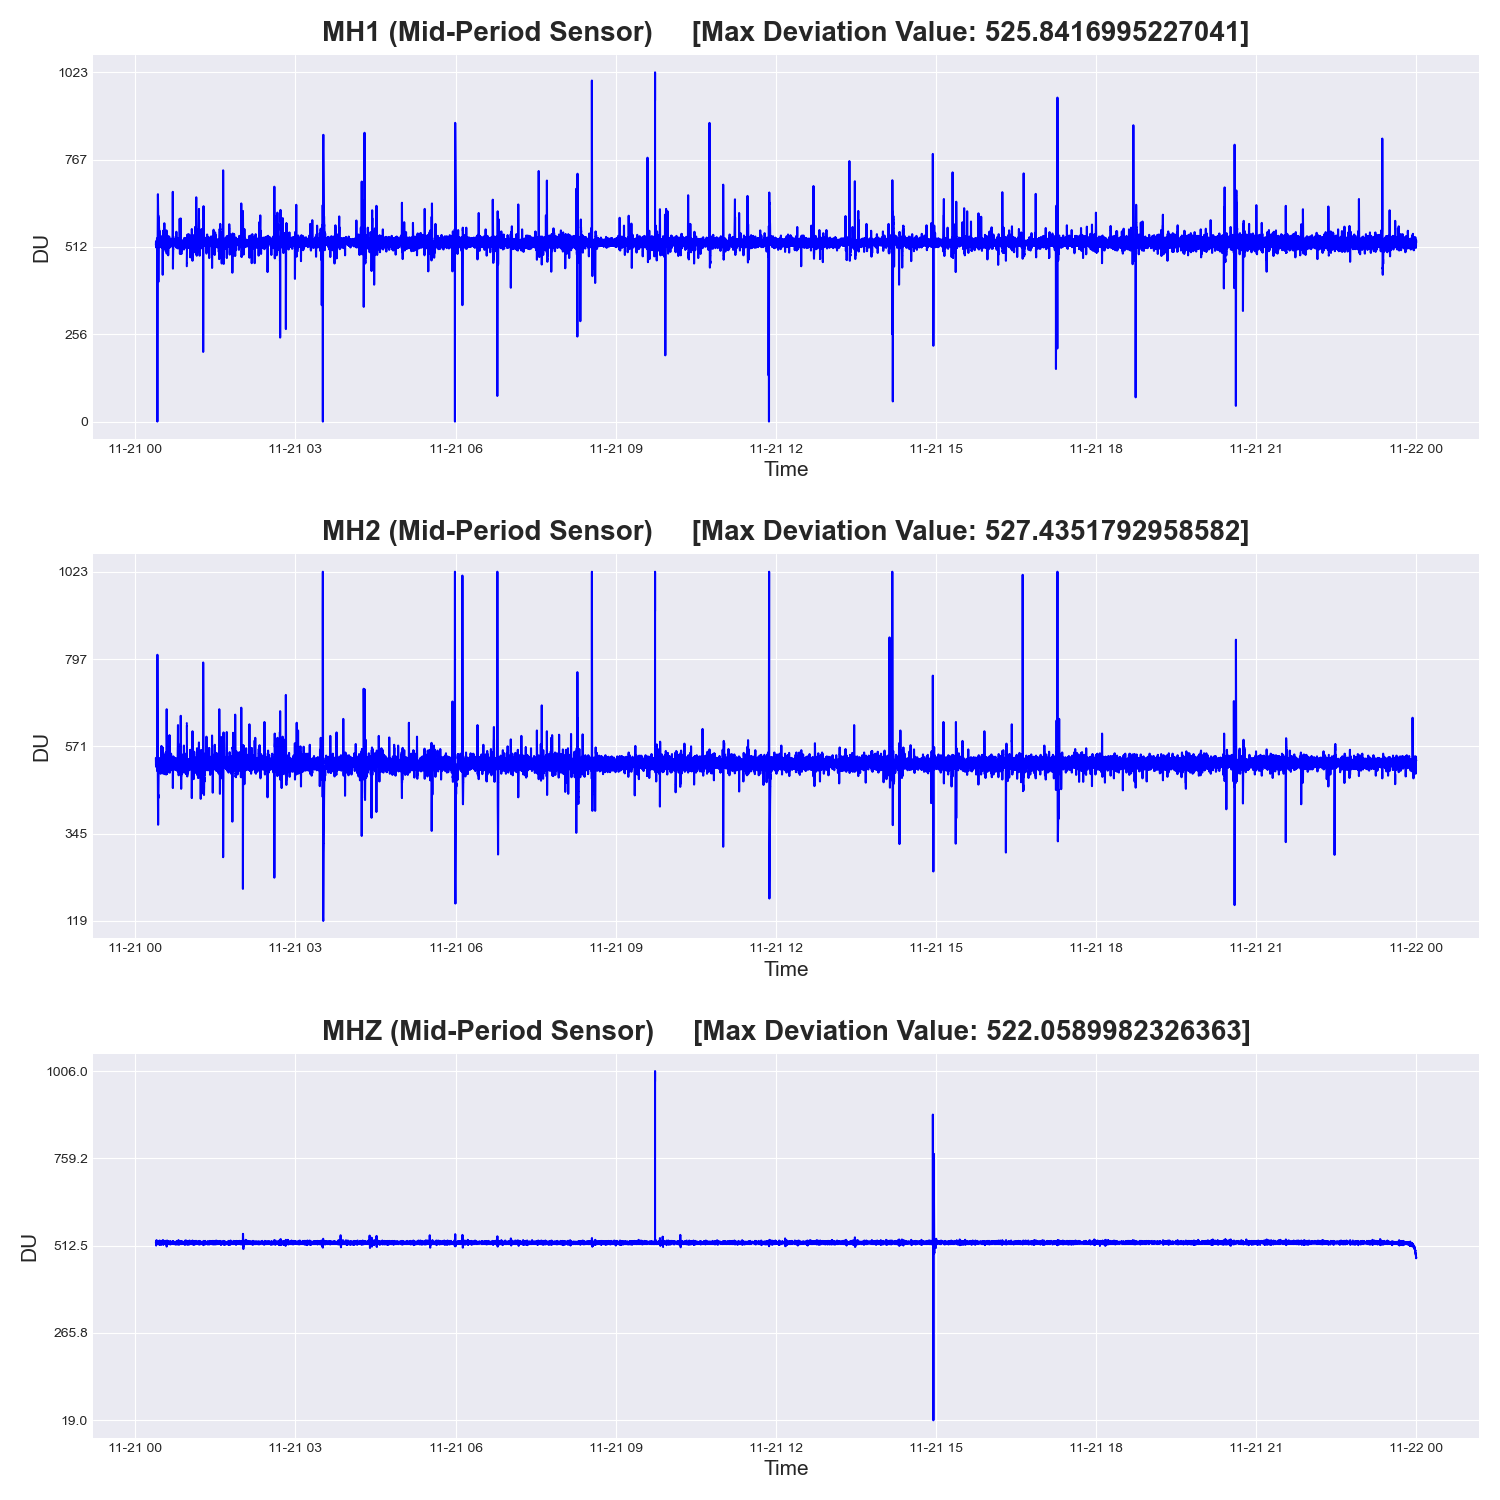 MH1 (Mid-Period Sensor) [Max Deviation Value: 525.8416995227041]
1023
767
512
256
0
DU
11-21 00 11-21 03 11-21 06 11-21 09 11-21 12 11-21 15 11-21 18 11-21 21 11-22 00
Time
MH2 (Mid-Period Sensor) [Max Deviation Value: 527.4351792958582]
1023
797
571
345
119
DU
11-21 00 11-21 03 11-21 06 11-21 09 11-21 12 11-21 15 11-21 18 11-21 21 11-22 00
Time
MHZ (Mid-Period Sensor) [Max Deviation Value: 522.0589982326363]
1006.0
759.2
512.5
265.8
19.0
DU
11-21 00 11-21 03 11-21 06 11-21 09 11-21 12 11-21 15 11-21 18 11-21 21 11-22 00
Time